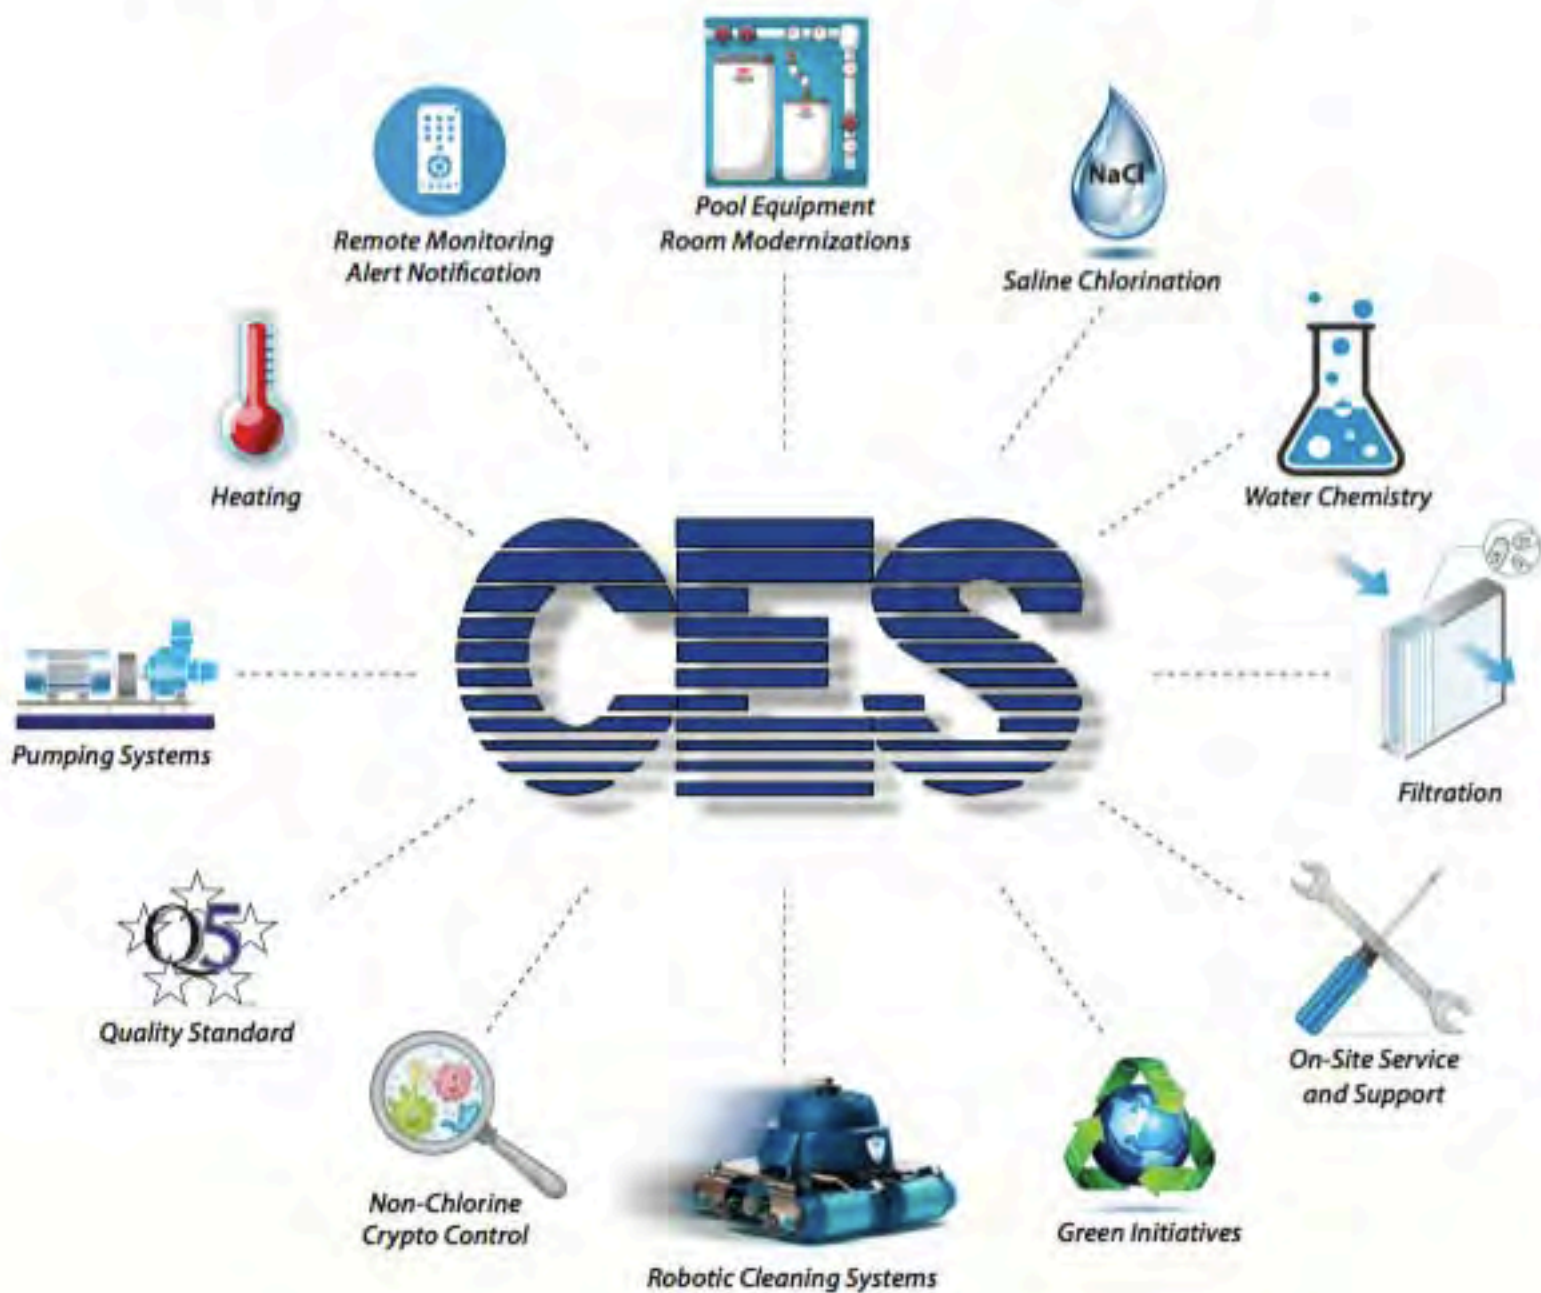 Pool Equipment
Room Modernizations
Remote Monitoring
Alert Notification
NaCl
Saline Chlorination
Heating
Water Chemistry
CES
Pumping Systems
Filtration
Q5
Quality Standard
On-Site Service
and Support
Non-Chlorine
Crypto Control
Green Initiatives
Robotic Cleaning Systems